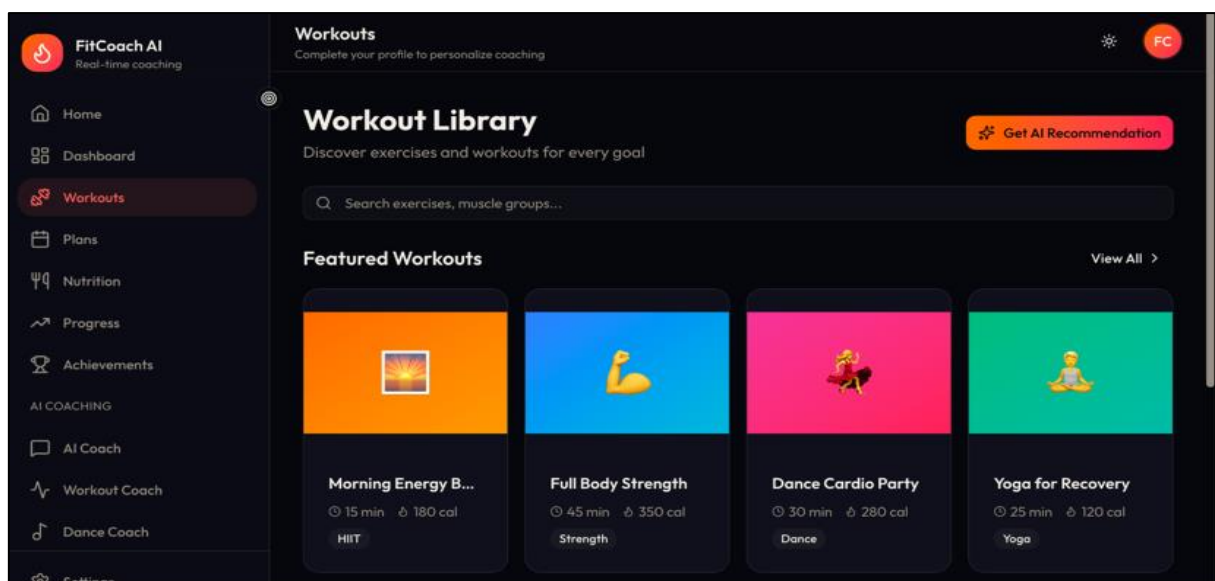 FitCoach AI
Real-time coaching
Home
Dashboard
Workouts
Plans
Nutrition
Progress
Achievements
AI COACHING
AI Coach
Workout Coach
Dance Coach
Settings
Workouts
Complete your profile to personalize coaching
FC
Workout Library
Discover exercises and workouts for every goal
Get AI Recommendation
Search exercises, muscle groups...
Featured Workouts
View All
Morning Energy B...
15 min 180 cal
HIIT
Full Body Strength
45 min 350 cal
Strength
Dance Cardio Party
30 min 280 cal
Dance
Yoga for Recovery
25 min 120 cal
Yoga